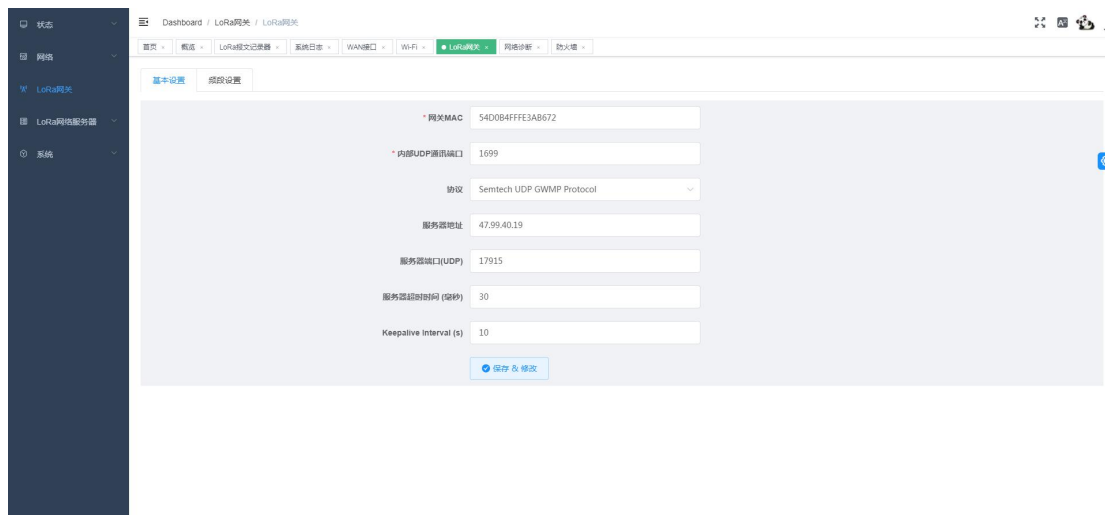 状态
网络
LoRa网关
LoRa网络服务器
系统
Dashboard / LoRa网关 / LoRa网关
首页 × 概览 × LoRa报文记录器 × 系统日志 × WAN接口 × Wi-Fi × LoRa网关 × 网络诊断 × 防火墙 ×
基本设置 频段设置
* 网关MAC 54D0B4FFFE3AB672
* 内部UDP通讯端口 1699
协议 Semtech UDP GWMP Protocol
服务器地址 47.99.40.19
服务器端口(UDP) 17915
服务器超时时间 (毫秒) 30
Keepalive Interval (s) 10
保存 & 修改